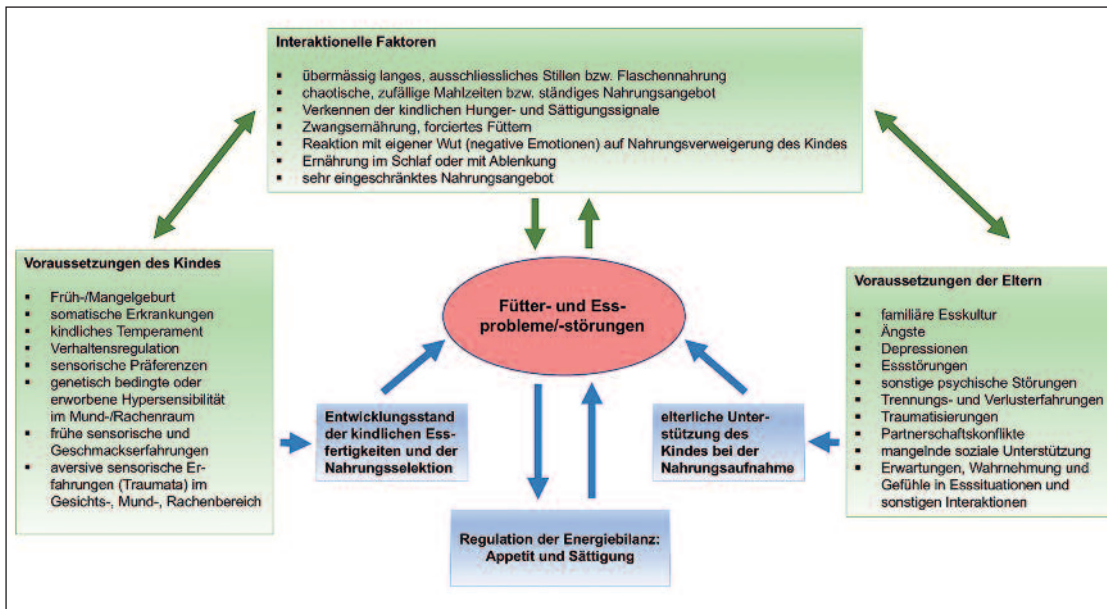 Interaktionelle Faktoren
▪ übermässig langes, ausschliessliches Stillen bzw. Flaschennahrung
▪ chaotische, zufällige Mahlzeiten bzw. ständiges Nahrungsangebot
▪ Verkennen der kindlichen Hunger- und Sättigungssignale
▪ Zwangsernährung, forciertes Füttern
▪ Reaktion mit eigener Wut (negative Emotionen) auf Nahrungsverweigerung des Kindes
▪ Ernährung im Schlaf oder mit Ablenkung
▪ sehr eingeschränktes Nahrungsangebot
Voraussetzungen des Kindes
▪ Früh-/Mangelgeburt
▪ somatische Erkrankungen
▪ kindliches Temperament
▪ Verhaltensregulation
▪ sensorische Präferenzen
▪ genetisch bedingte oder
erworbene Hypersensibilität
im Mund-/Rachenraum
▪ frühe sensorische und
Geschmackserfahrungen
▪ aversive sensorische Er-
fahrungen (Traumata) im
Gesichts-, Mund-, Rachenbereich
Fütter- und Ess-
probleme/-störungen
Entwicklungsstand
der kindlichen Ess-
fertigkeiten und der
Nahrungsselektion
elterliche Unter-
stützung des
Kindes bei der
Nahrungsaufnahme
Regulation der Energiebilanz:
Appetit und Sättigung
Voraussetzungen der Eltern
▪ familiäre Esskultur
▪ Ängste
▪ Depressionen
▪ Essstörungen
▪ sonstige psychische Störungen
▪ Trennungs- und Verlusterfahrungen
▪ Traumatisierungen
▪ Partnerschaftskonflikte
▪ mangelnde soziale Unterstützung
▪ Erwartungen, Wahrnehmung und
Gefühle in Esssituationen und
sonstigen Interaktionen